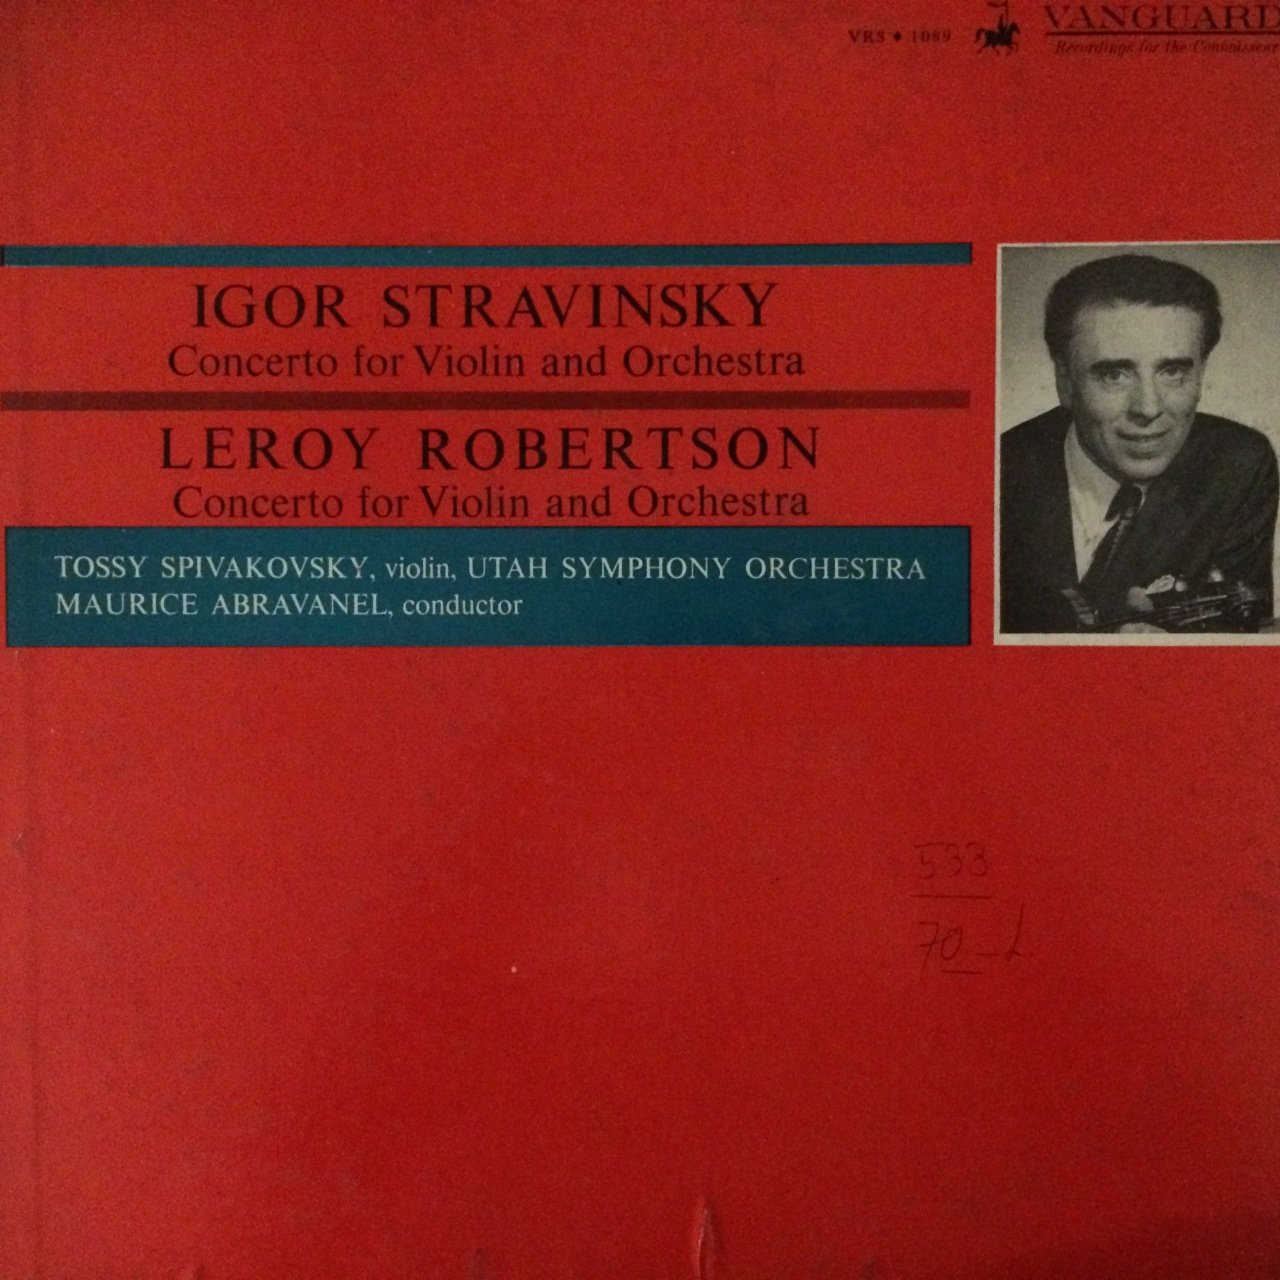 VRS • 1089
VANGUARD
Recordings for the Connoisseur
IGOR STRAVINSKY
Concerto for Violin and Orchestra
LEROY ROBERTSON
Concerto for Violin and Orchestra
TOSSY SPIVAKOVSKY, violin, UTAH SYMPHONY ORCHESTRA
MAURICE ABRAVANEL, conductor
533
70